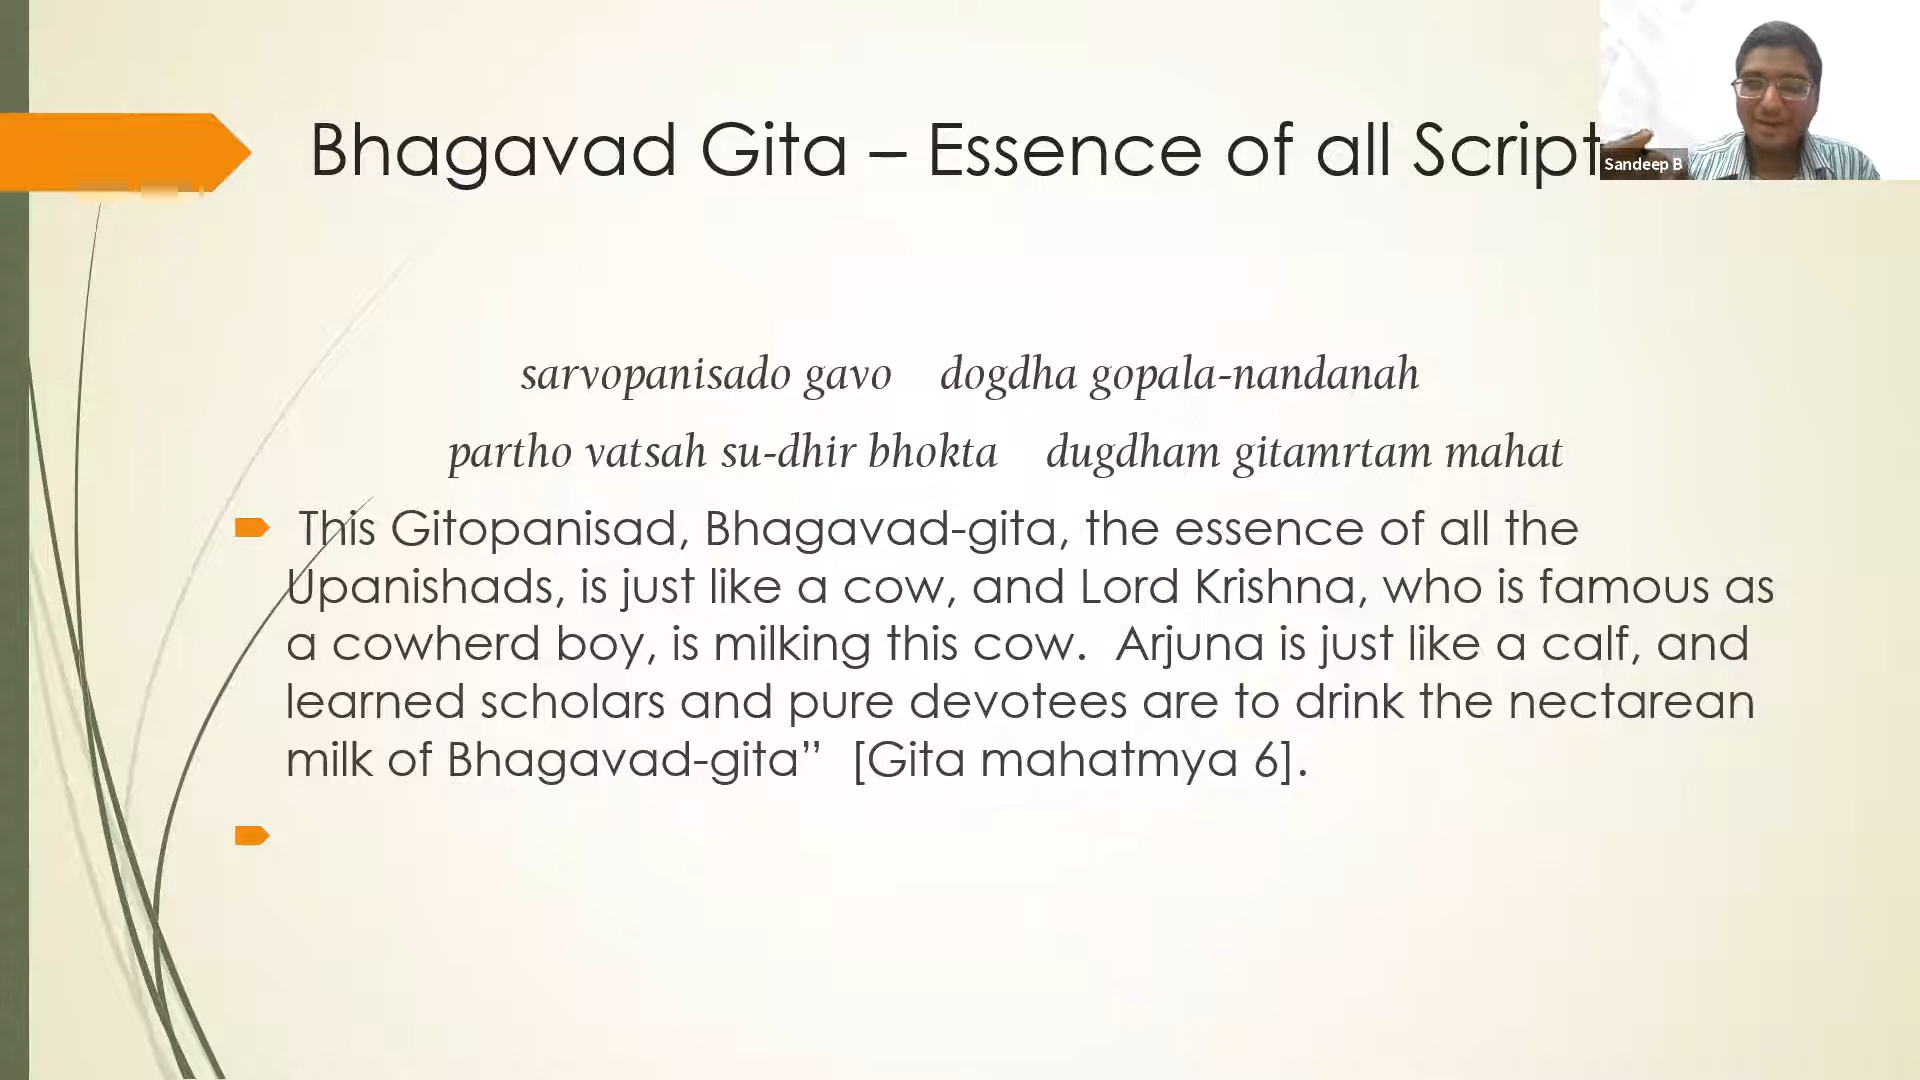 Bhagavad Gita – Essence of all Script
Sandeep B
sarvopanisado gavo dogdha gopala-nandanah
partho vatsah su-dhir bhokta dugdham gitamrtam mahat
This Gitopanisad, Bhagavad-gita, the essence of all the
Upanishads, is just like a cow, and Lord Krishna, who is famous as
a cowherd boy, is milking this cow. Arjuna is just like a calf, and
learned scholars and pure devotees are to drink the nectarean
milk of Bhagavad-gita” [Gita mahatmya 6].